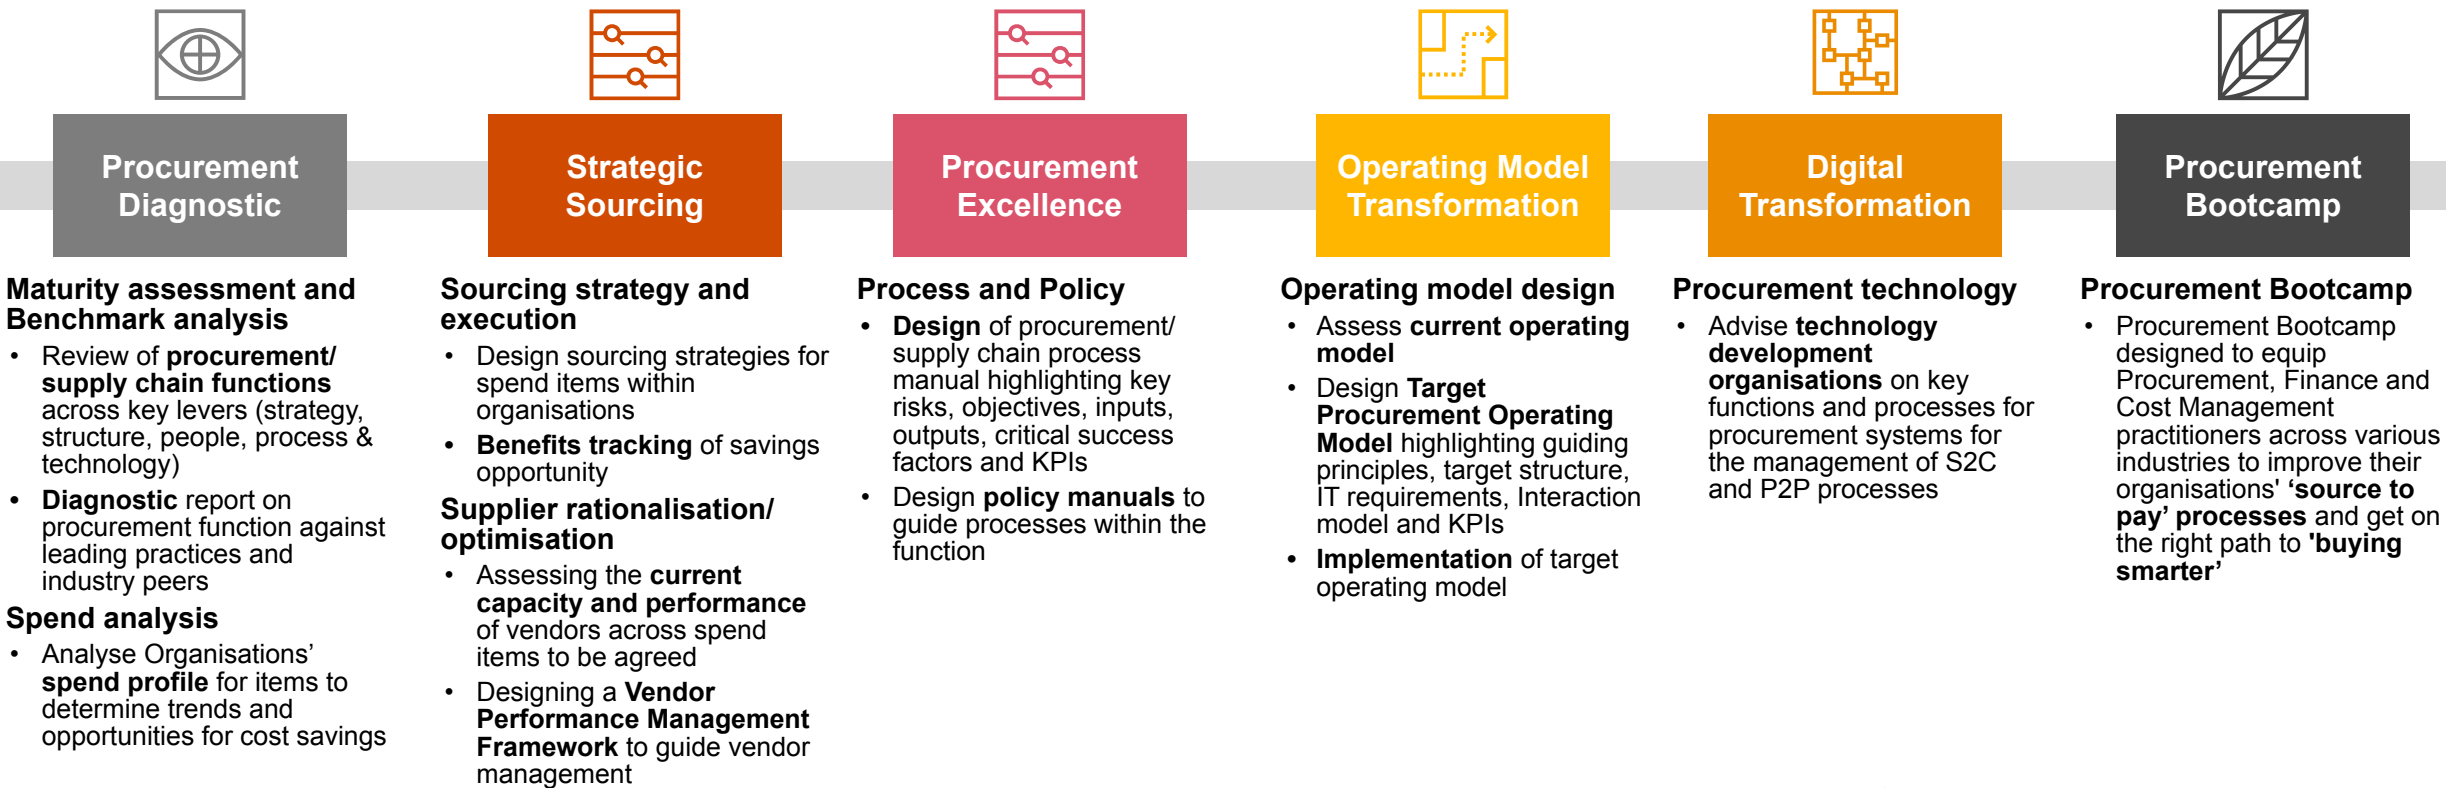 Procurement
Diagnostic
Maturity assessment and
Benchmark analysis
• Review of procurement/
supply chain functions
across key levers (strategy,
structure, people, process &
technology)
• Diagnostic report on
procurement function against
leading practices and
industry peers
Spend analysis
• Analyse Organisations’
spend profile for items to
determine trends and
opportunities for cost savings
Strategic
Sourcing
Sourcing strategy and
execution
• Design sourcing strategies for
spend items within
organisations
• Benefits tracking of savings
opportunity
Supplier rationalisation/
optimisation
• Assessing the current
capacity and performance
of vendors across spend
items to be agreed
• Designing a Vendor
Performance Management
Framework to guide vendor
management
Procurement
Excellence
Process and Policy
• Design of procurement/
supply chain process
manual highlighting key
risks, objectives, inputs,
outputs, critical success
factors and KPIs
• Design policy manuals to
guide processes within the
function
Operating Model
Transformation
Operating model design
• Assess current operating
model
• Design Target
Procurement Operating
Model highlighting guiding
principles, target structure,
IT requirements, Interaction
model and KPIs
• Implementation of target
operating model
Digital
Transformation
Procurement technology
• Advise technology
development
organisations on key
functions and processes for
procurement systems for
the management of S2C
and P2P processes
Procurement
Bootcamp
Procurement Bootcamp
• Procurement Bootcamp
designed to equip
Procurement, Finance and
Cost Management
practitioners across various
industries to improve their
organisations' ‘source to
pay’ processes and get on
the right path to 'buying
smarter’